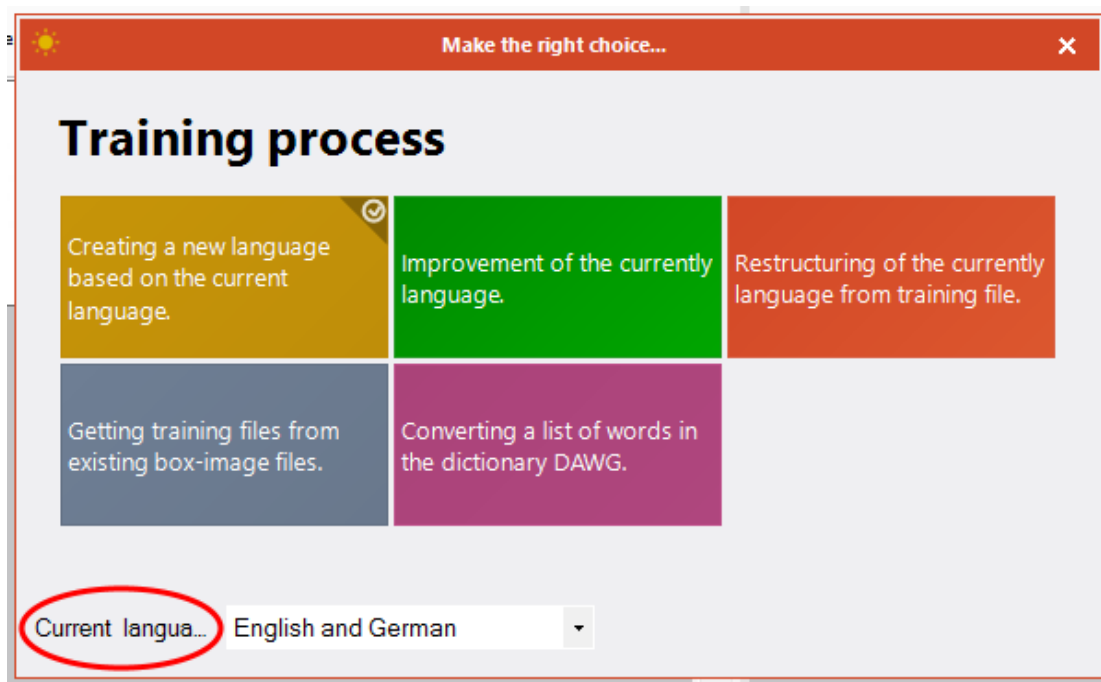 e
Make the right choice...
Training process
Creating a new language
based on the current
language.
Improvement of the currently
language.
Restructuring of the currently
language from training file.
Getting training files from
existing box-image files.
Converting a list of words in
the dictionary DAWG.
Current langua... English and German